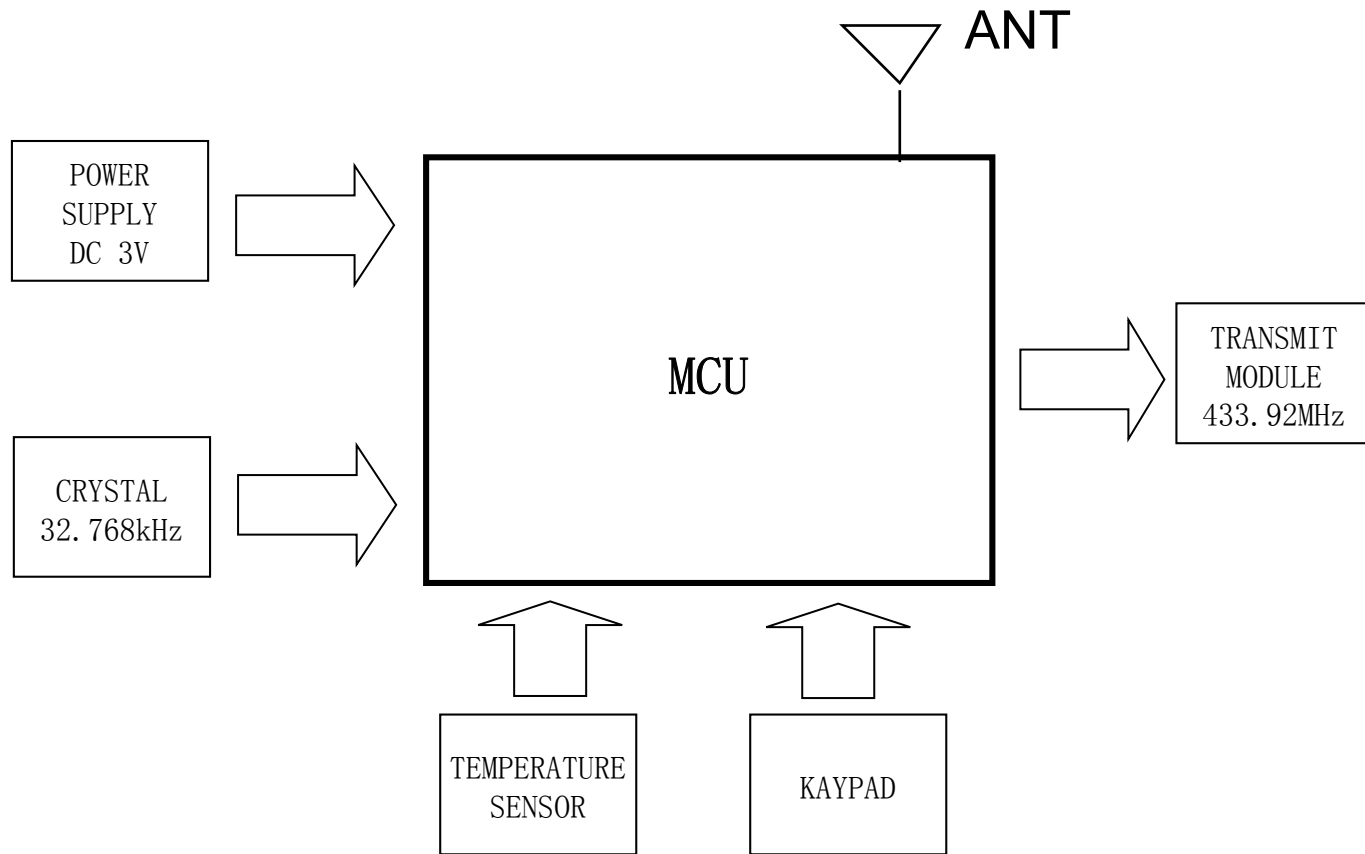 ANT
POWER
SUPPLY
DC 3V
MCU
TRANSMIT
MODULE
433.92MHz
CRYSTAL
32.768kHz
TEMPERATURE
SENSOR
KAYPAD